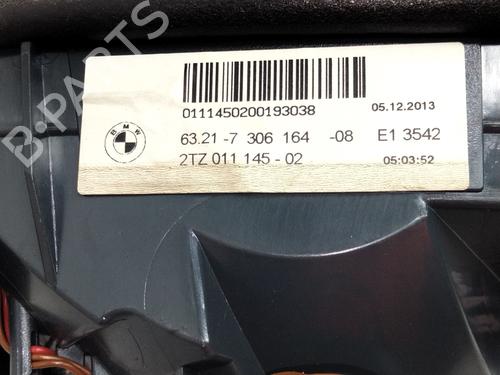 B-PARTS
0111450200193038
05.12.2013
BMW
63.21 -7 306 164 -08 E1 3542
2TZ 011 145 - 02
05:03:52